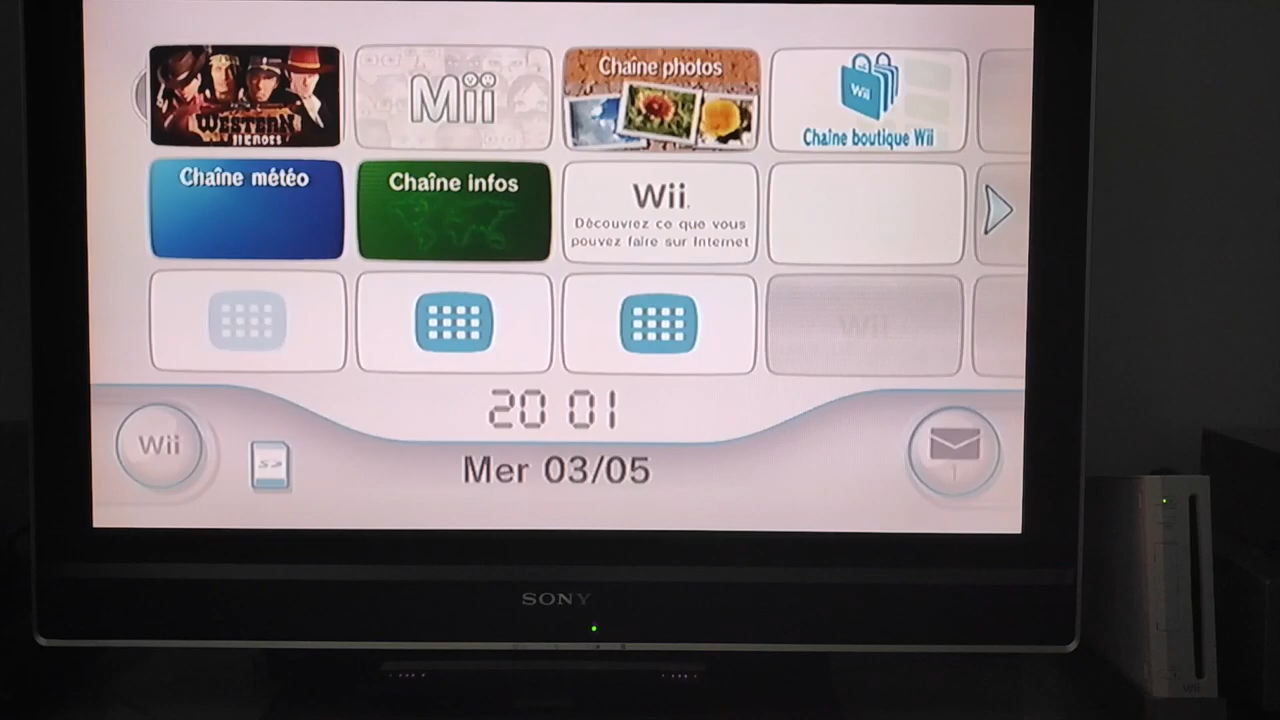 WESTERN
HEROES
Mii
Chaîne photos
Wii
Chaîne boutique Wii
Chaîne météo
Chaîne infos
Wii.
Découvrez ce que vous
pouvez faire sur Internet
Wii
20 01
Wii
SD
Mer 03/05
1
SONY
Wii